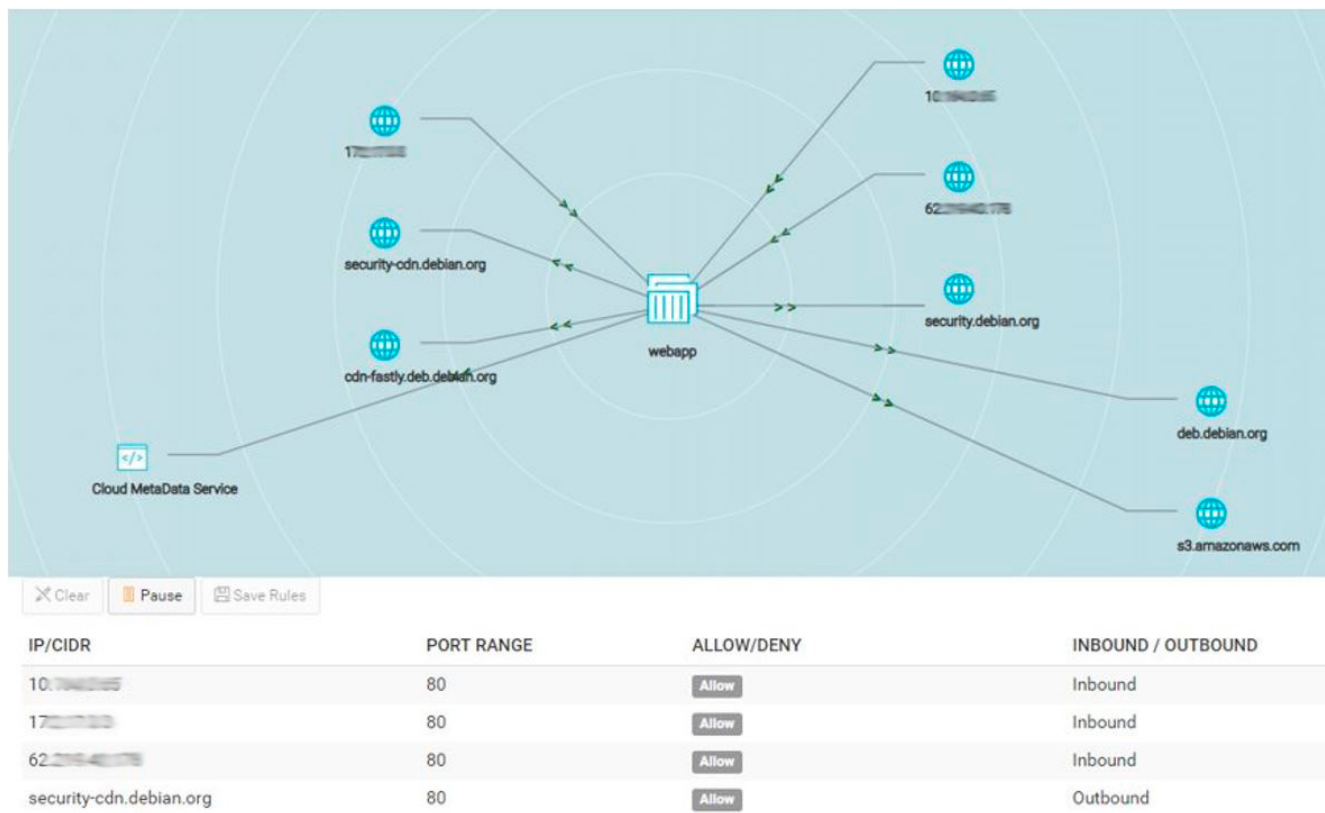 security-cdn.debian.org
cdn-fastly.deb.debian.org
Cloud MetaData Service
webapp
security.debian.org
deb.debian.org
s3.amazonaws.com
Clear Pause Save Rules
IP/CIDR PORT RANGE ALLOW/DENY INBOUND / OUTBOUND
80 Allow Inbound
80 Allow Inbound
80 Allow Inbound
security-cdn.debian.org 80 Allow Outbound